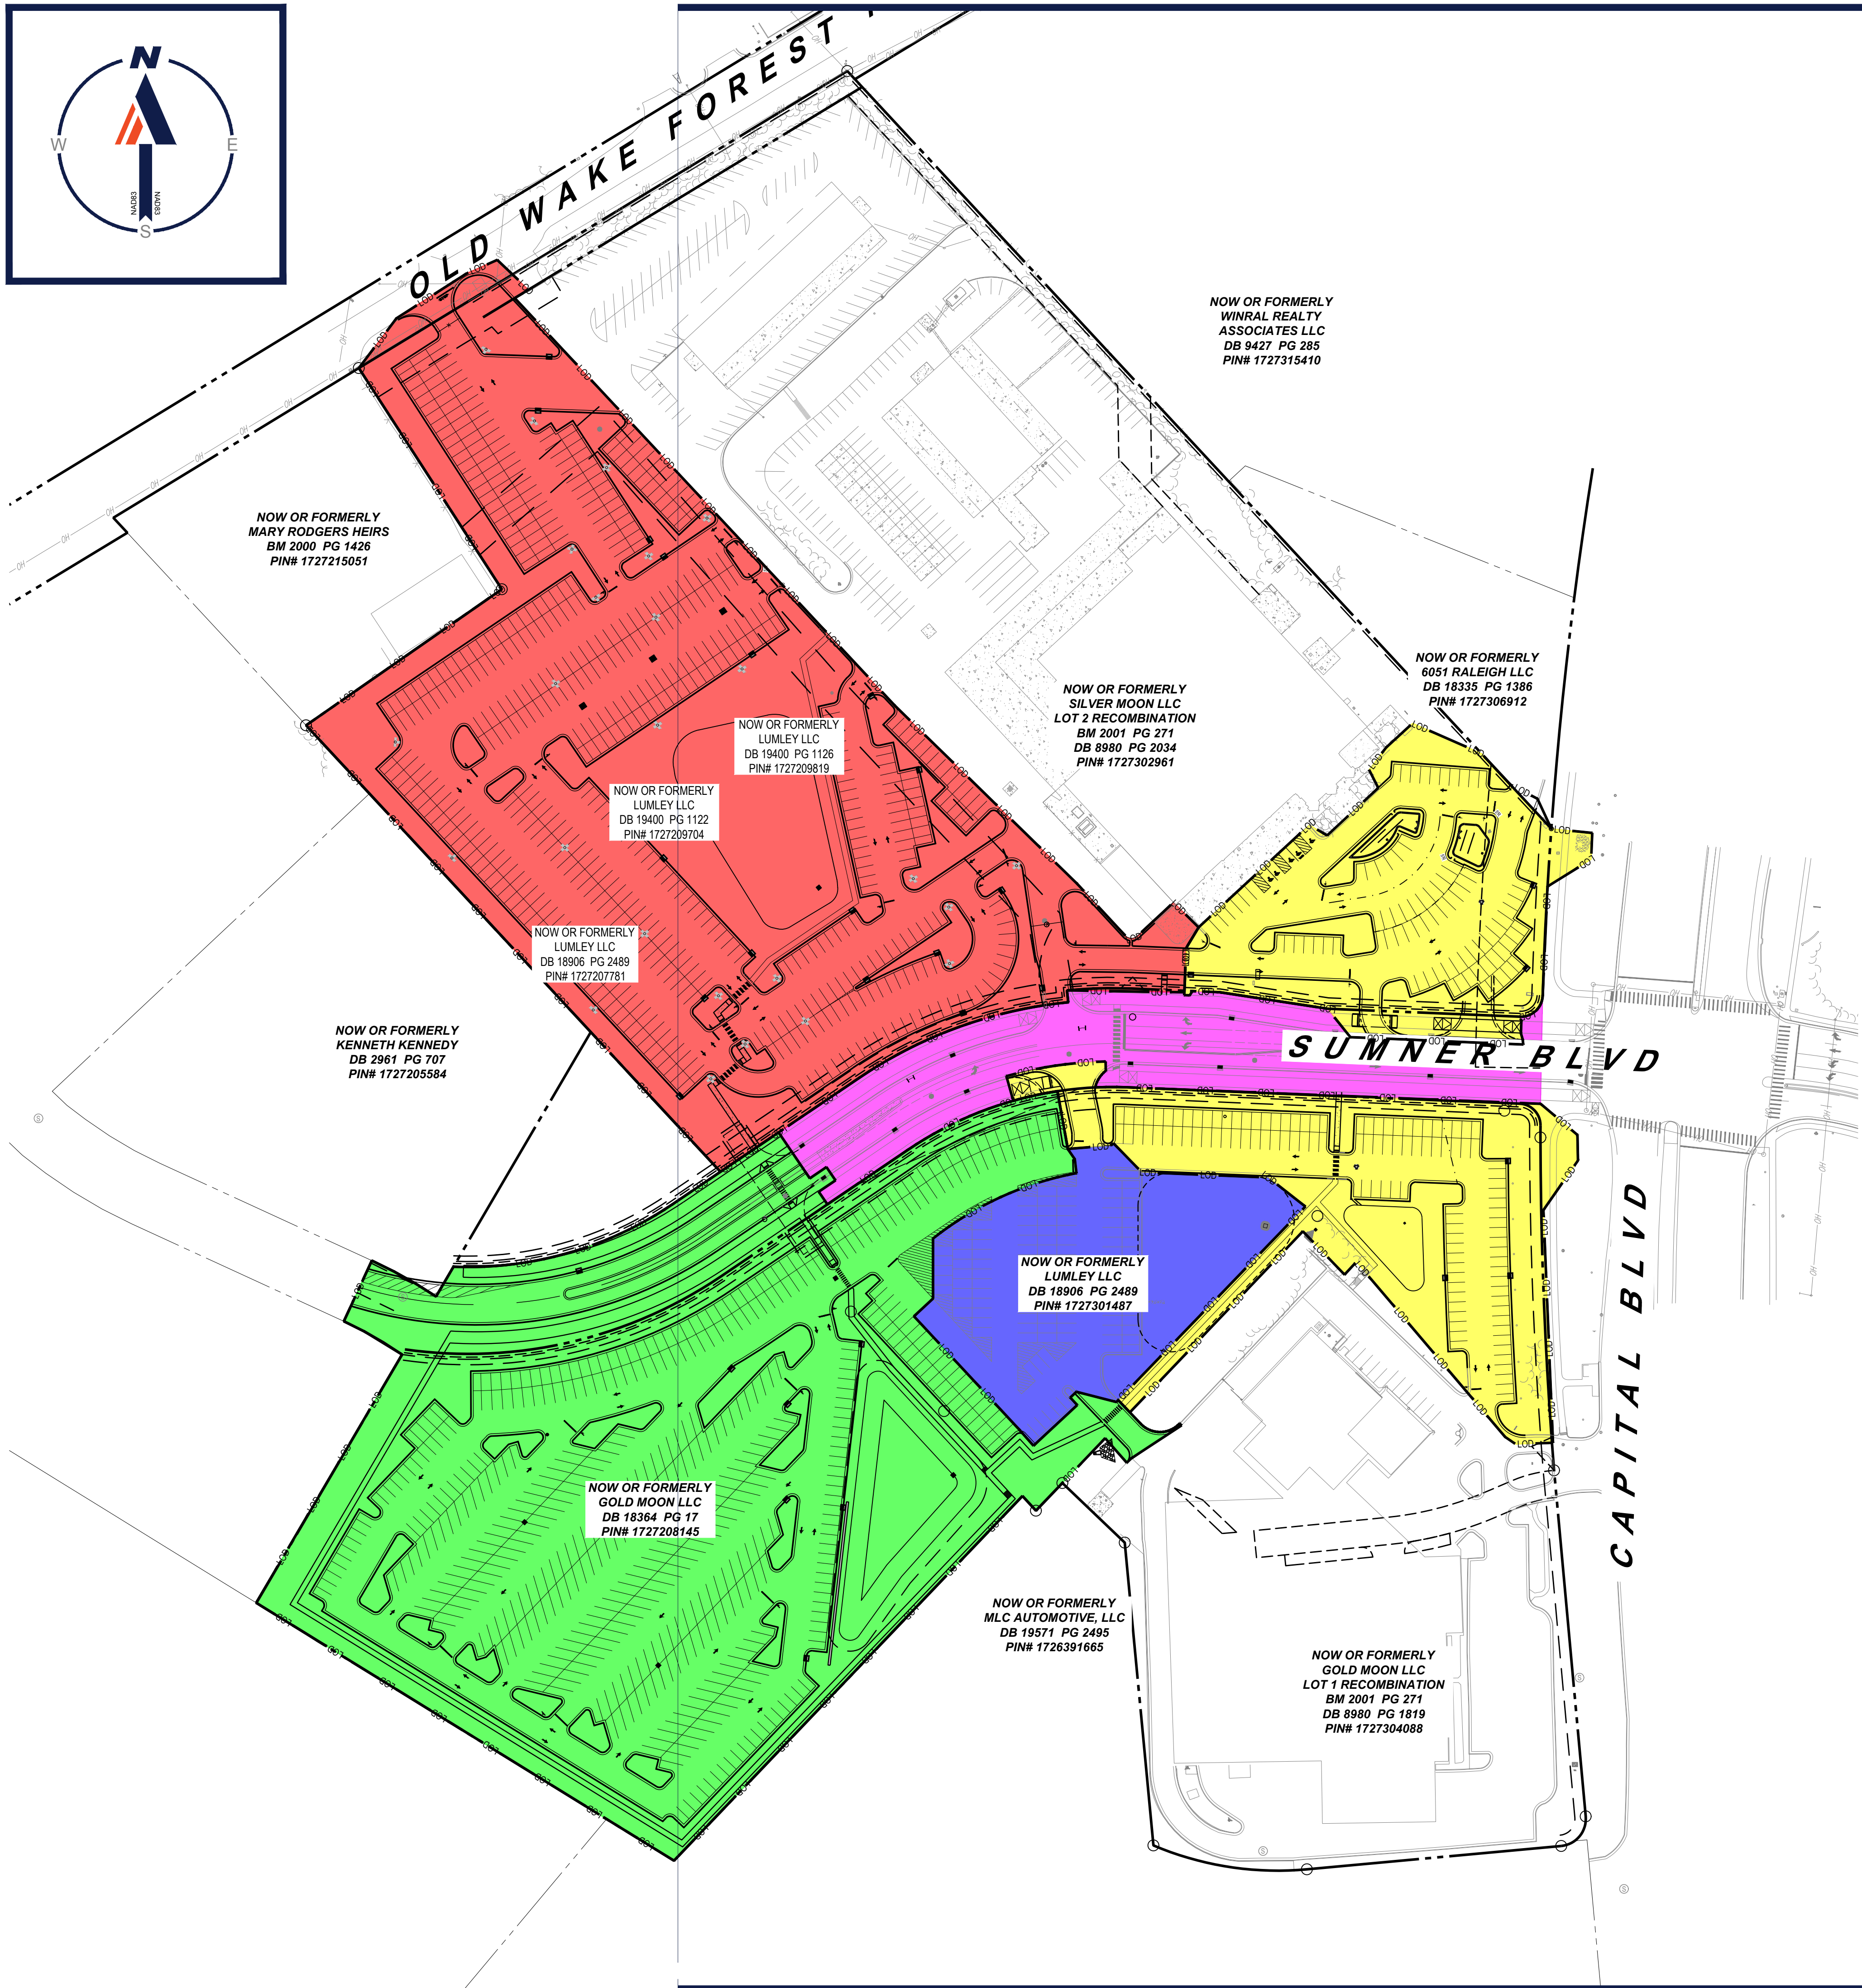 N
W
E
NAD83
NAD83
S
OLD WAKE FOREST
NOW OR FORMERLY
WINRAL REALTY
ASSOCIATES LLC
DB 9427 PG 285
PIN# 1727315410
NOW OR FORMERLY
MARY RODGERS HEIRS
BM 2000 PG 1426
PIN# 1727215051
NOW OR FORMERLY
6051 RALEIGH LLC
DB 18335 PG 1386
PIN# 1727306912
NOW OR FORMERLY
SILVER MOON LLC
LOT 2 RECOMBINATION
BM 2001 PG 271
DB 8980 PG 2034
PIN# 1727302961
NOW OR FORMERLY
LUMLEY LLC
DB 19400 PG 1126
PIN# 1727209819
NOW OR FORMERLY
LUMLEY LLC
DB 19400 PG 1122
PIN# 1727209704
NOW OR FORMERLY
LUMLEY LLC
DB 18906 PG 2489
PIN# 1727207781
NOW OR FORMERLY
KENNETH KENNEDY
DB 2961 PG 707
PIN# 1727205584
SUMNER BLVD
NOW OR FORMERLY
LUMLEY LLC
DB 18906 PG 2489
PIN# 1727301487
CAPITAL BLVD
NOW OR FORMERLY
GOLD MOON LLC
DB 18364 PG 17
PIN# 1727208145
NOW OR FORMERLY
MLC AUTOMOTIVE, LLC
DB 19571 PG 2495
PIN# 1726391665
NOW OR FORMERLY
GOLD MOON LLC
LOT 1 RECOMBINATION
BM 2001 PG 271
DB 8980 PG 1819
PIN# 1727304088
LOD
OH